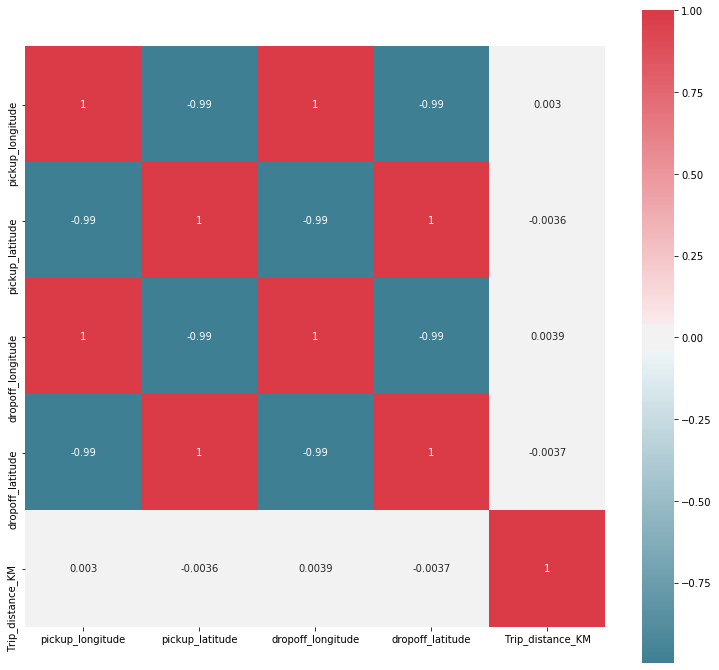 pickup_longitude 1 -0.99 1 -0.99 0.003
pickup_latitude -0.99 1 -0.99 1 -0.0036
dropoff_longitude 1 -0.99 1 -0.99 0.0039
dropoff_latitude -0.99 1 -0.99 1 -0.0037
Trip_distance_KM 0.003 -0.0036 0.0039 -0.0037 1
pickup_longitude pickup_latitude dropoff_longitude dropoff_latitude Trip_distance_KM
1.00
0.75
0.50
0.25
0.00
−0.25
−0.50
−0.75